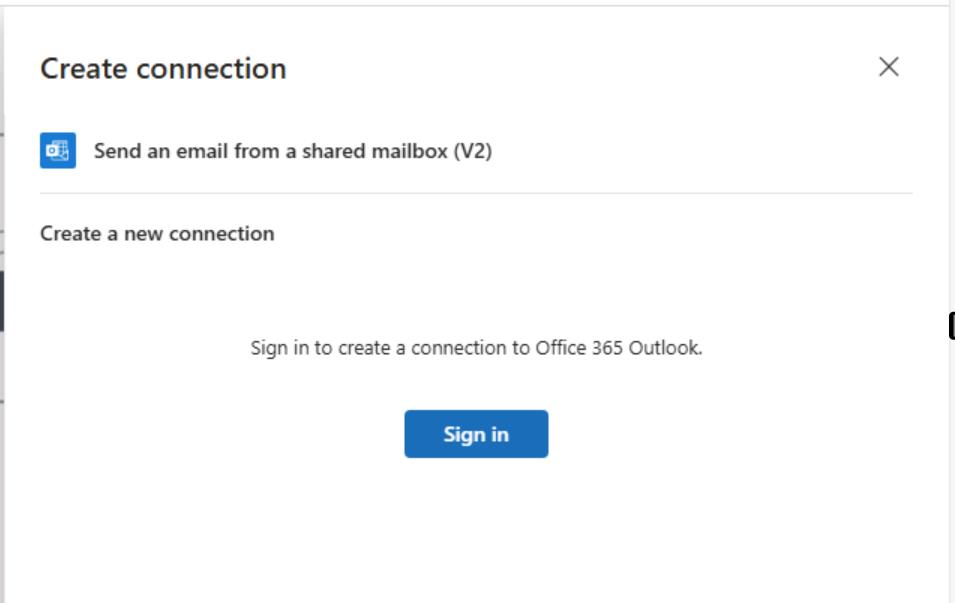 Create connection
Send an email from a shared mailbox (V2)
Create a new connection
Sign in to create a connection to Office 365 Outlook.
Sign in